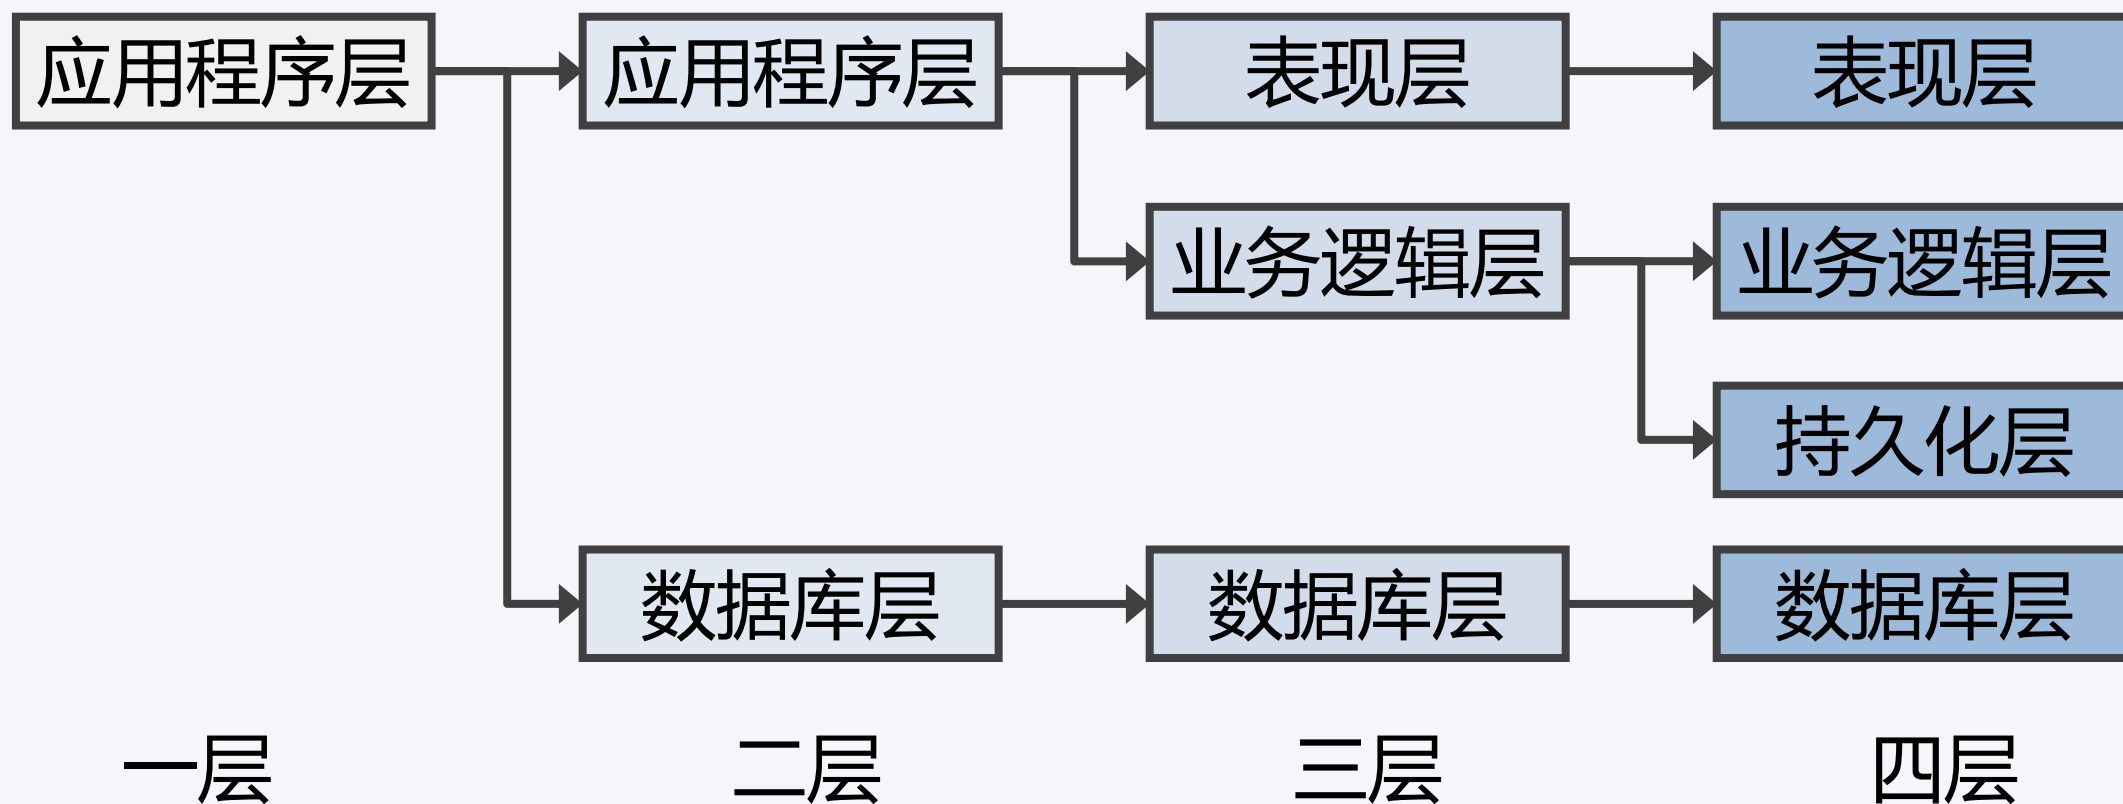 应用程序层 应用程序层 表现层 表现层
业务逻辑层 业务逻辑层
持久化层
数据库层 数据库层 数据库层
一层 二层 三层 四层